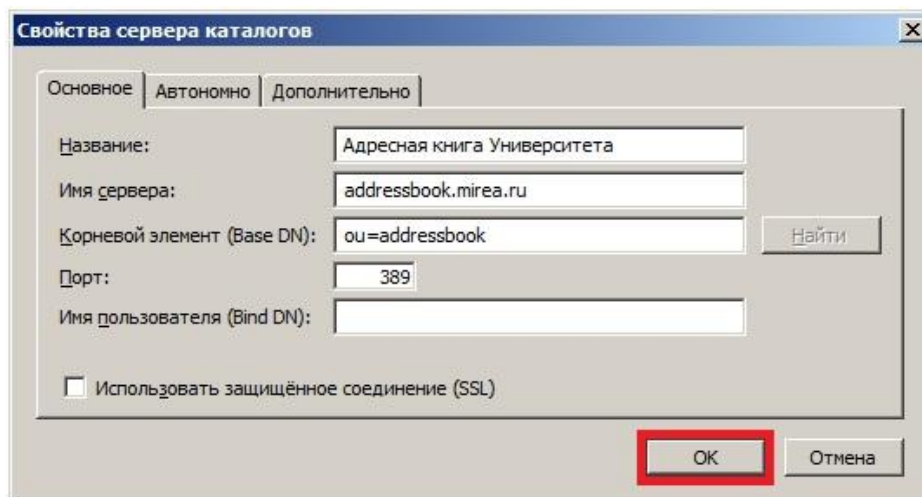 Свойства сервера каталогов
Основное Автономно Дополнительно
Название: Адресная книга Университета
Имя сервера: addressbook.mirea.ru
Корневой элемент (Base DN): ou=addressbook Найти
Порт: 389
Имя пользователя (Bind DN):
Использовать защищённое соединение (SSL)
OK Отмена